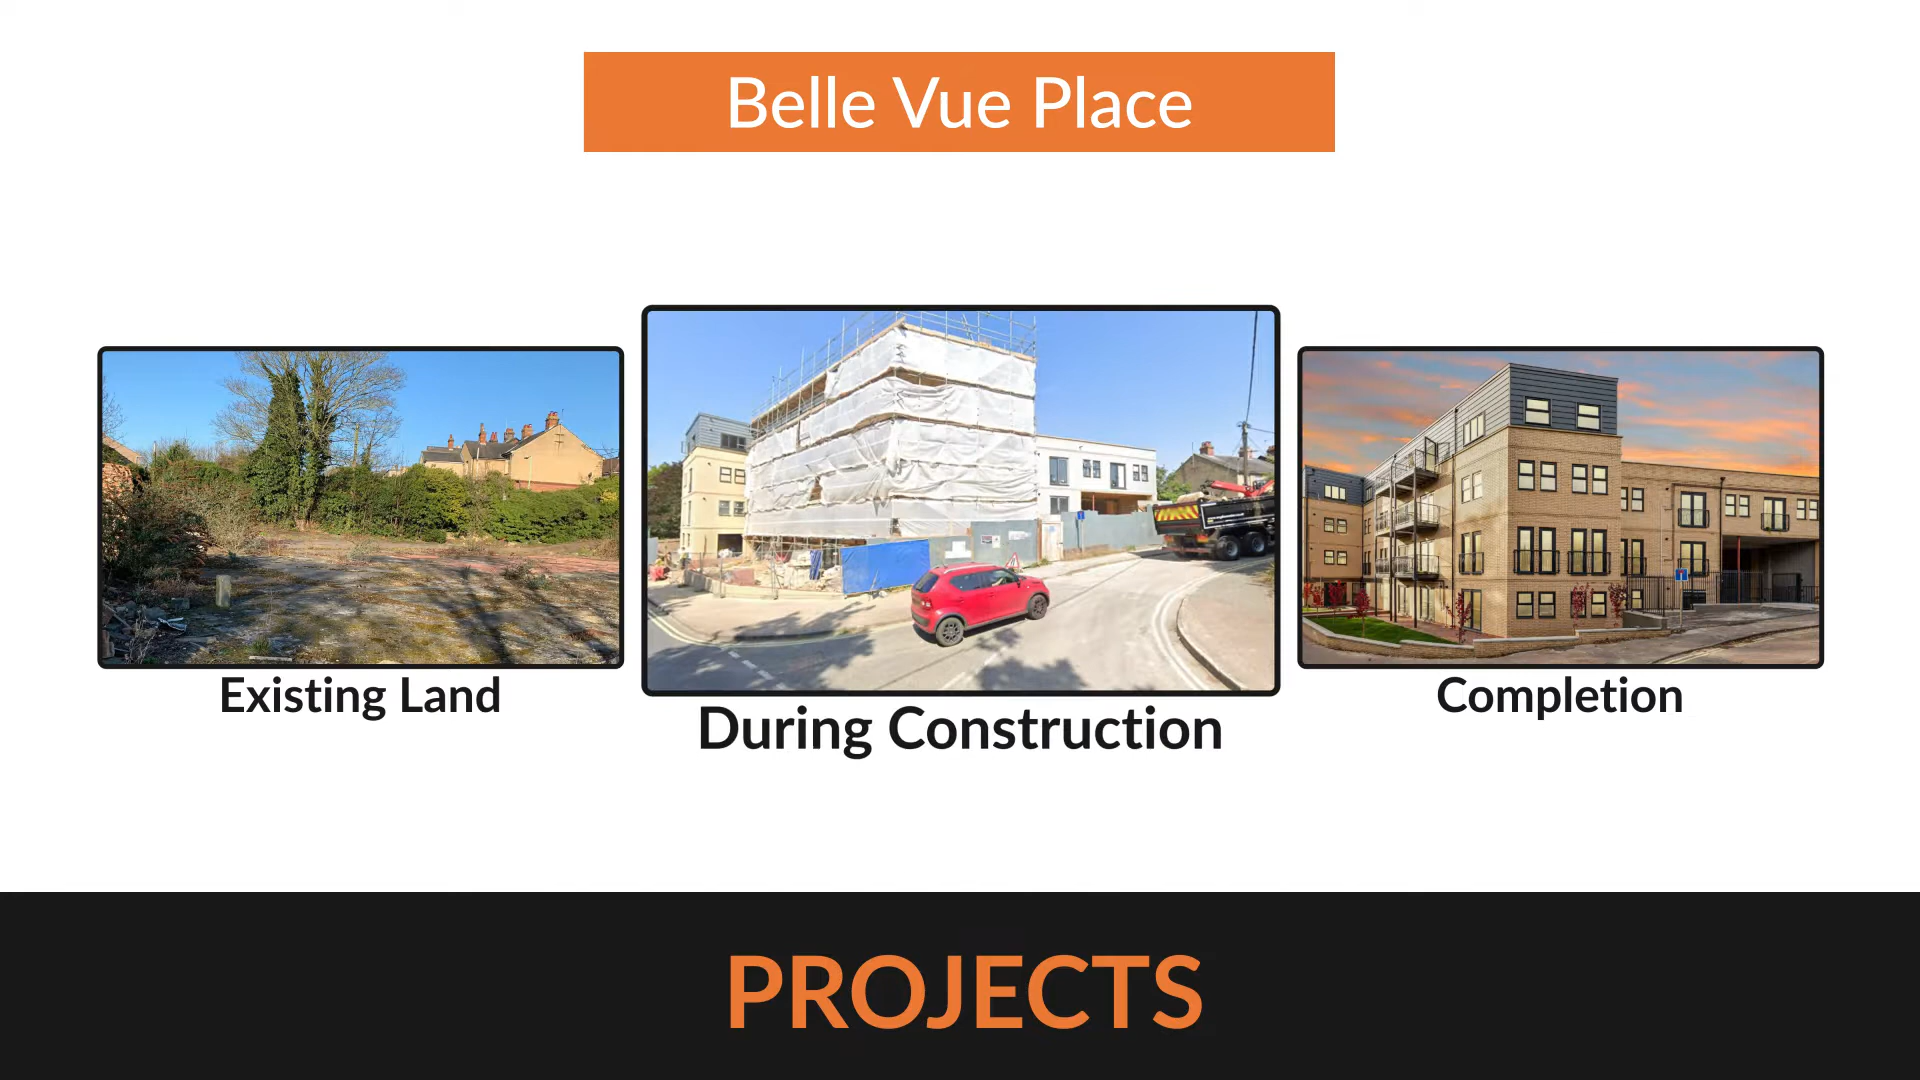 Belle Vue Place
Existing Land
During Construction
Completion
PROJECTS